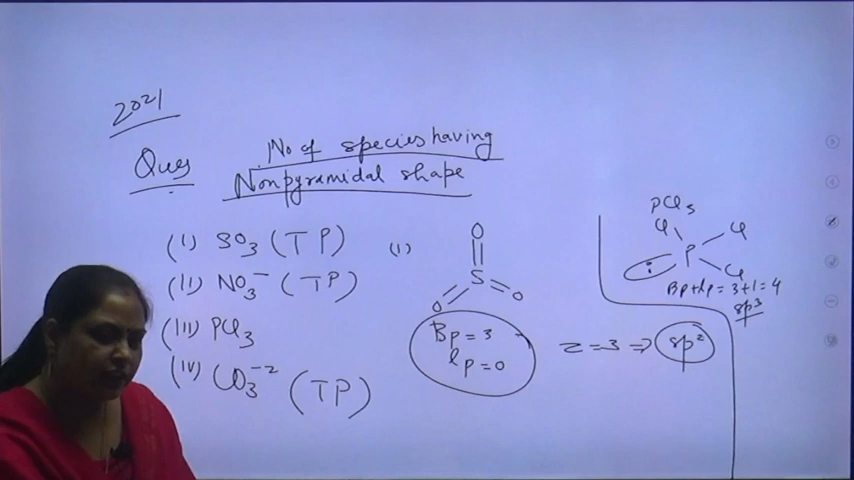 2021
Ques No of species having
Nonpyramidal shape
(I) SO3 (TP)
(II) NO3⁻ (TP)
(III) PCl3
(IV) CO3⁻² (TP)
(I)
O
S
O O
Bp = 3
lp = 0
z = 3 ⇒ sp²
PCl3
Cl Cl
P
Cl
Bp + lp = 3 + 1 = 4
sp3